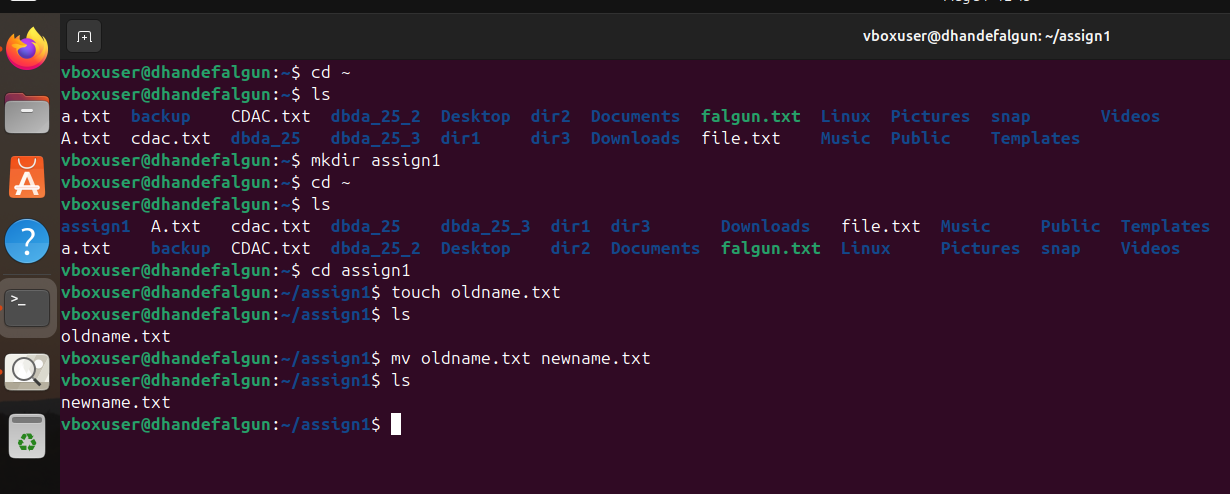 vboxuser@dhandefalgun: ~/assign1
vboxuser@dhandefalgun:~$ cd ~
vboxuser@dhandefalgun:~$ ls
a.txt backup CDAC.txt dbda_25_2 Desktop dir2 Documents falgun.txt Linux Pictures snap Videos
A.txt cdac.txt dbda_25 dbda_25_3 dir1 dir3 Downloads file.txt Music Public Templates
vboxuser@dhandefalgun:~$ mkdir assign1
vboxuser@dhandefalgun:~$ cd ~
vboxuser@dhandefalgun:~$ ls
assign1 A.txt cdac.txt dbda_25 dbda_25_3 dir1 dir3 Downloads file.txt Music Public Templates
a.txt backup CDAC.txt dbda_25_2 Desktop dir2 Documents falgun.txt Linux Pictures snap Videos
vboxuser@dhandefalgun:~$ cd assign1
vboxuser@dhandefalgun:~/assign1$ touch oldname.txt
vboxuser@dhandefalgun:~/assign1$ ls
oldname.txt
vboxuser@dhandefalgun:~/assign1$ mv oldname.txt newname.txt
vboxuser@dhandefalgun:~/assign1$ ls
newname.txt
vboxuser@dhandefalgun:~/assign1$